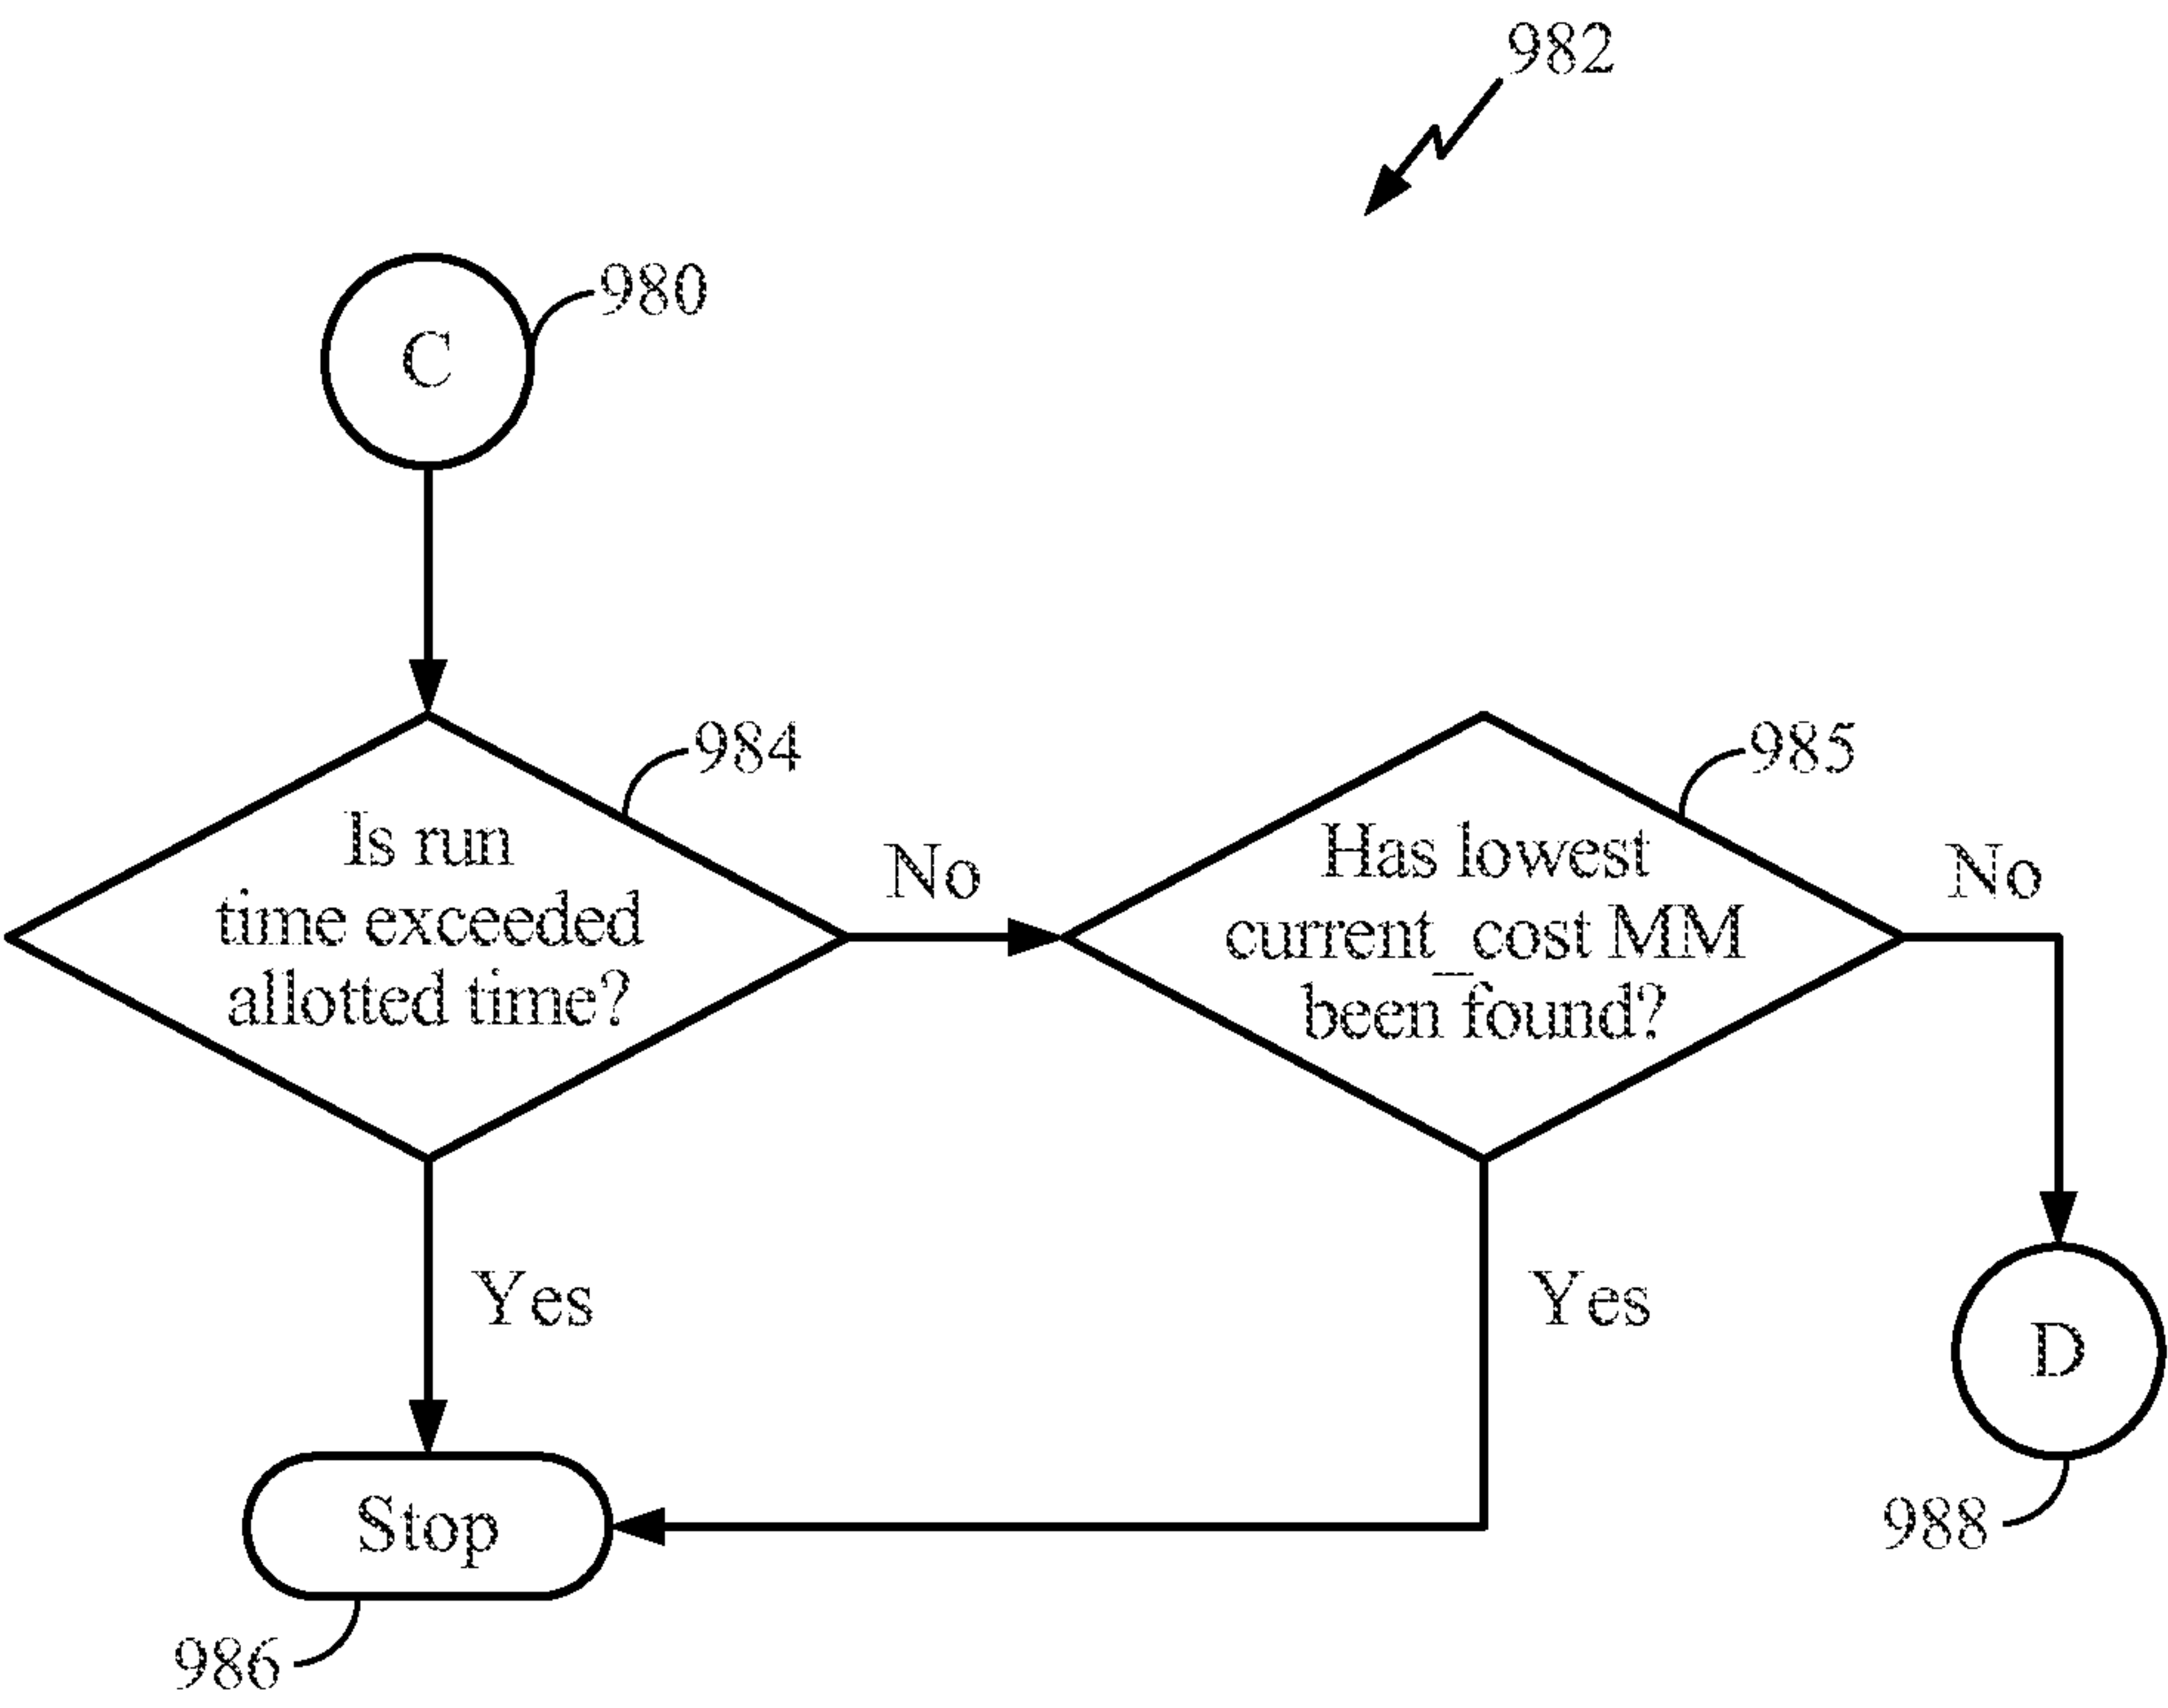 982
980
C
984
985
Is run
time exceeded
allotted time?
No
Has lowest
current_cost MM
been found?
No
Yes
Yes
D
Stop
988
986